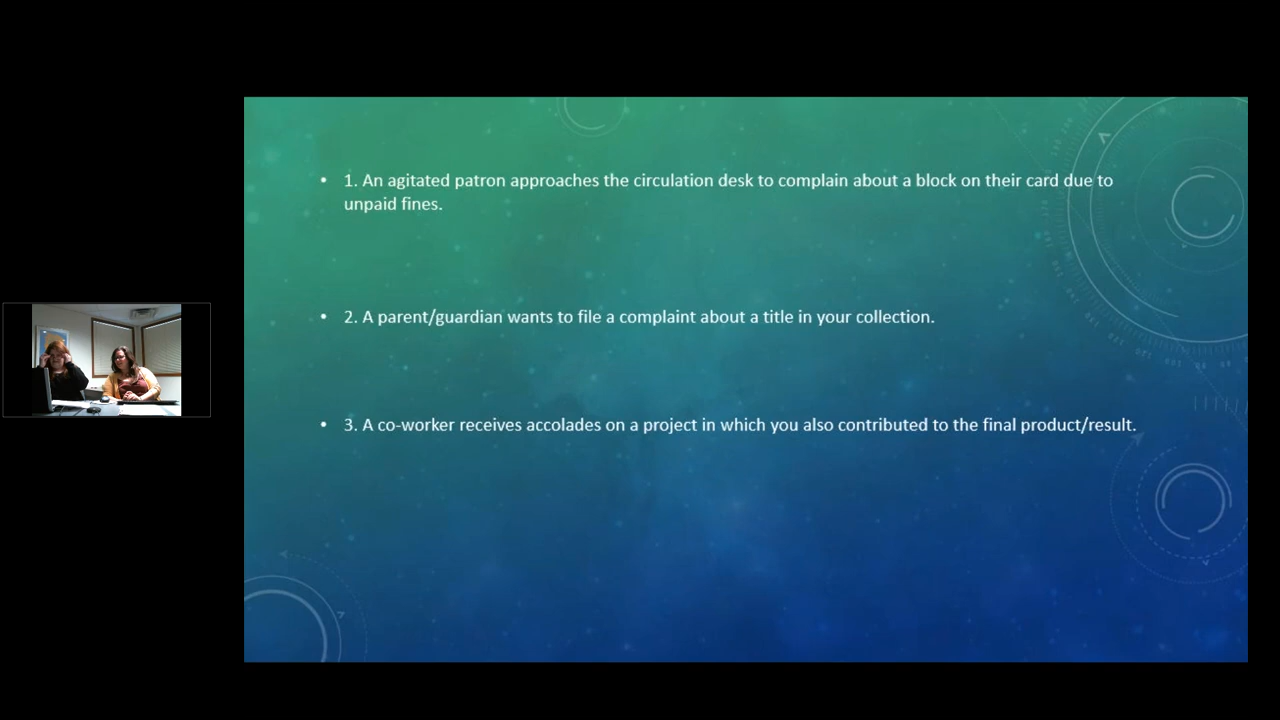 • 1. An agitated patron approaches the circulation desk to complain about a block on their card due to
unpaid fines.
• 2. A parent/guardian wants to file a complaint about a title in your collection.
• 3. A co-worker receives accolades on a project in which you also contributed to the final product/result.